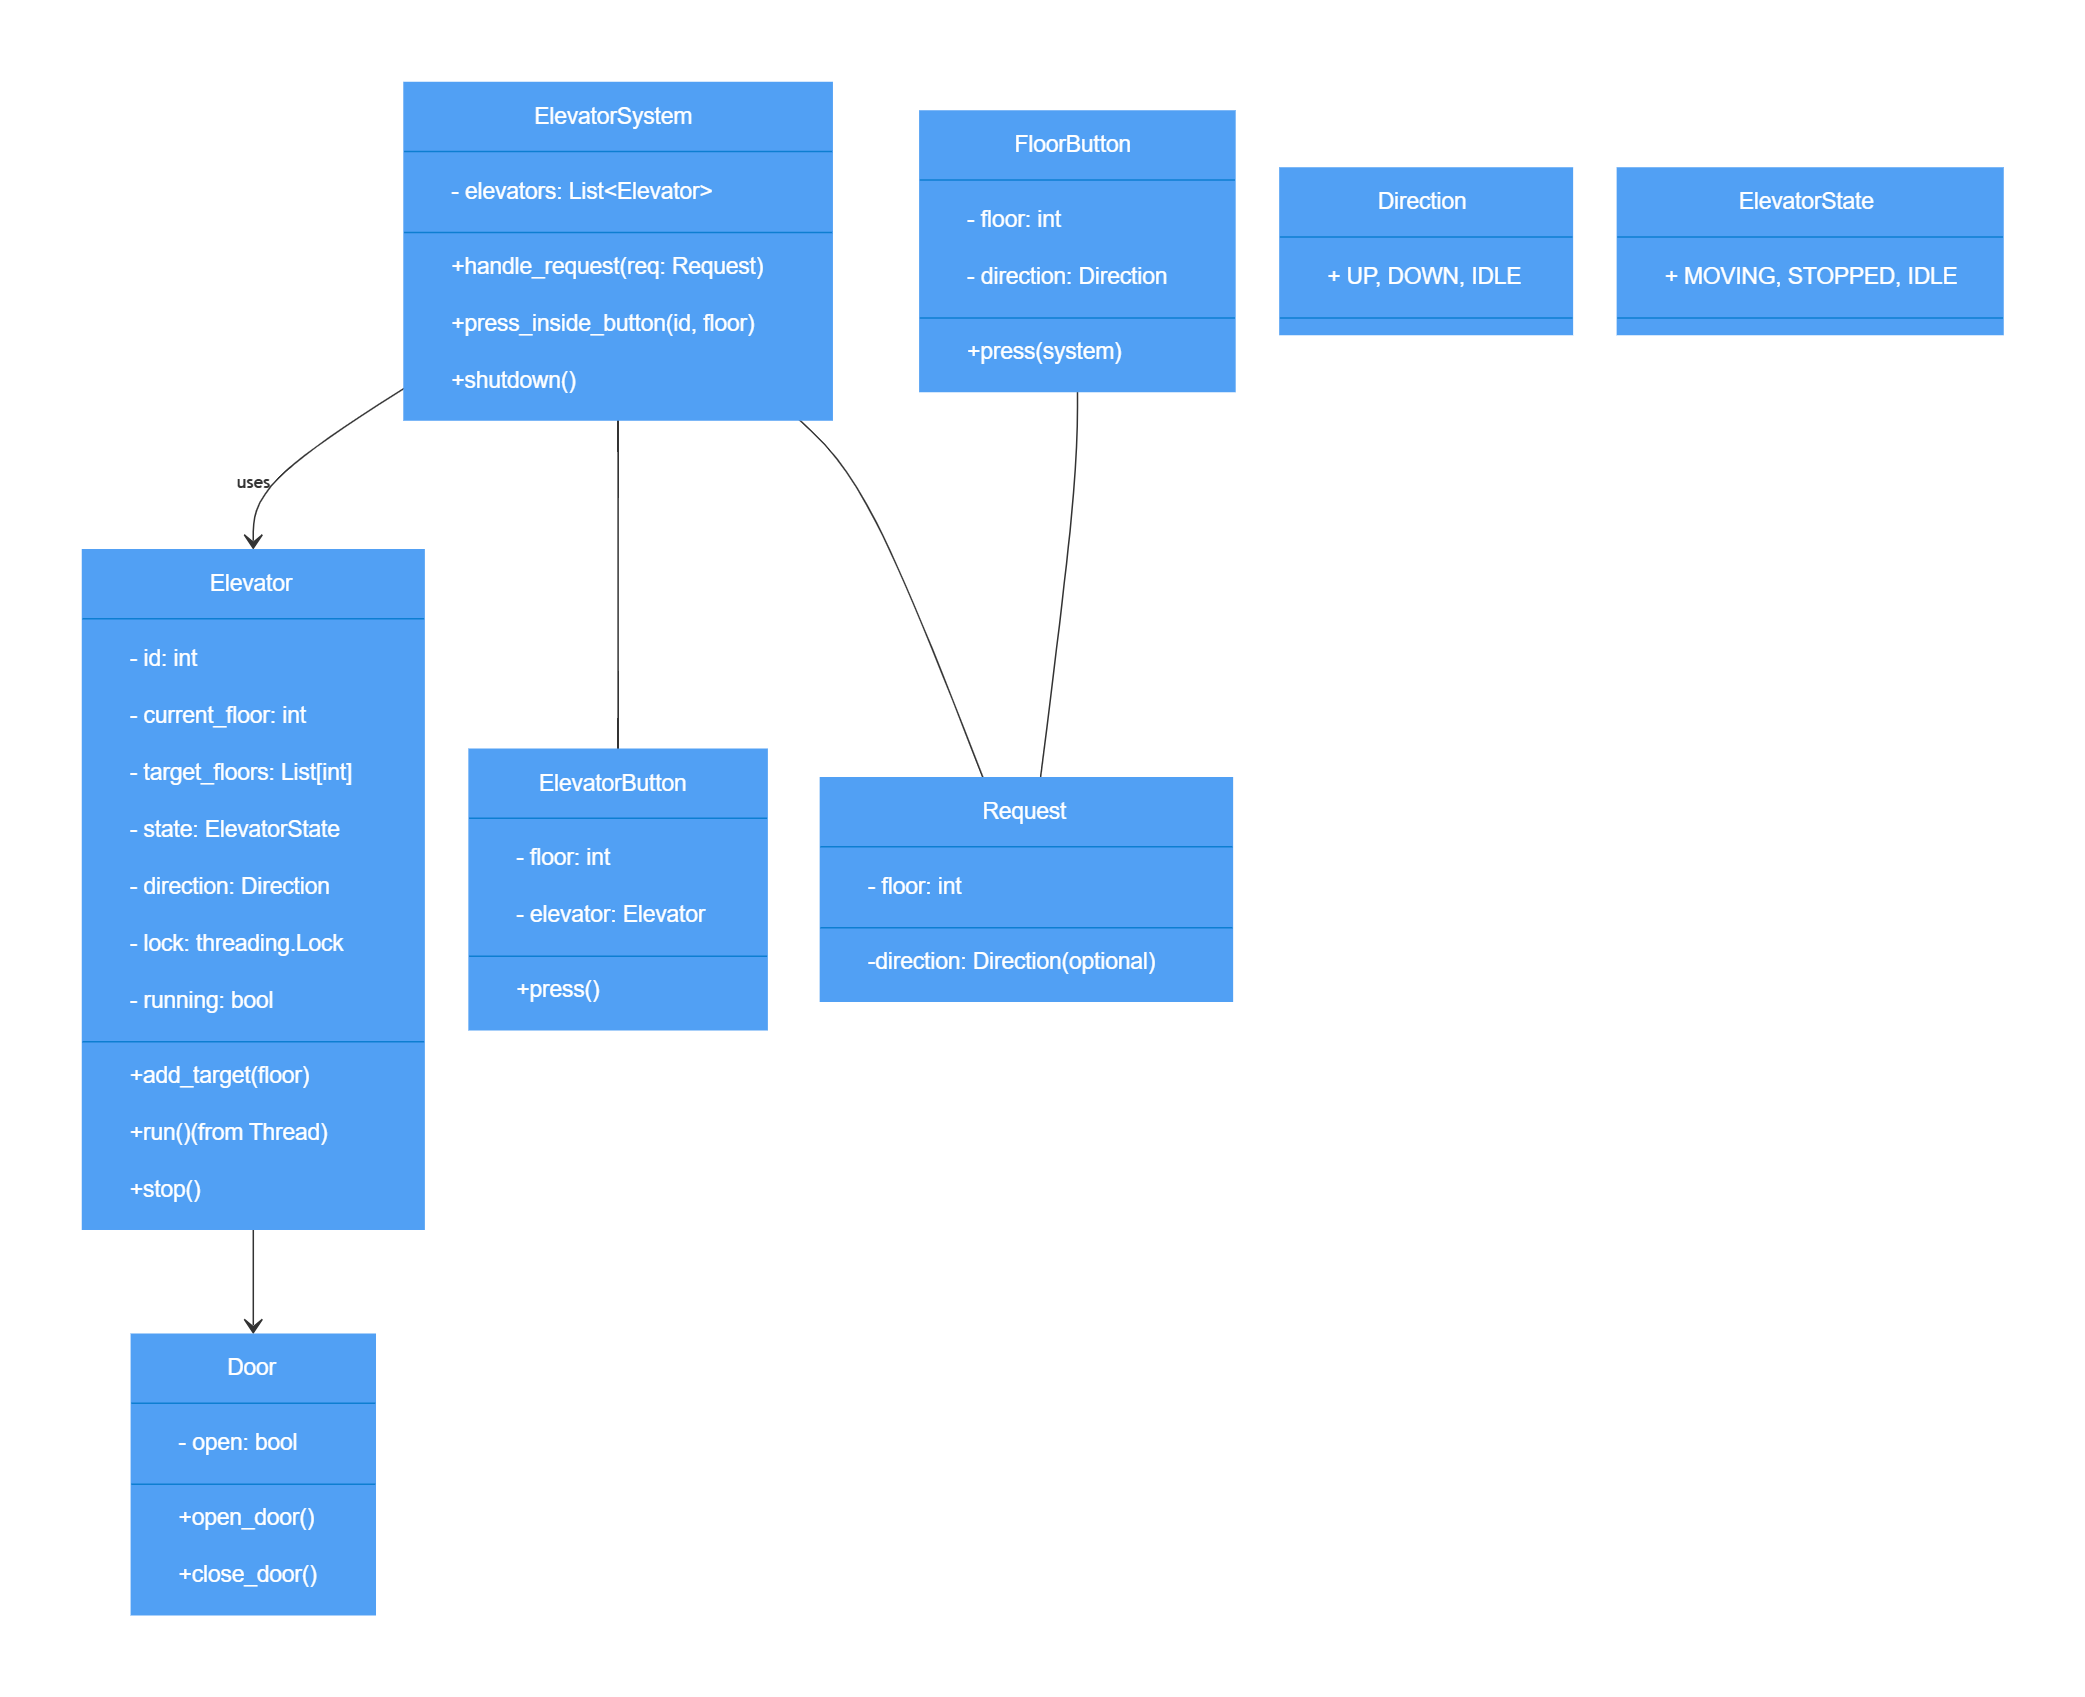 ElevatorSystem
- elevators: List<Elevator>
+handle_request(req: Request)
+press_inside_button(id, floor)
+shutdown()
FloorButton
- floor: int
- direction: Direction
+press(system)
Direction
+ UP, DOWN, IDLE
ElevatorState
+ MOVING, STOPPED, IDLE
uses
Elevator
- id: int
- current_floor: int
- target_floors: List[int]
- state: ElevatorState
- direction: Direction
- lock: threading.Lock
- running: bool
+add_target(floor)
+run()(from Thread)
+stop()
ElevatorButton
- floor: int
- elevator: Elevator
+press()
Request
- floor: int
-direction: Direction(optional)
Door
- open: bool
+open_door()
+close_door()